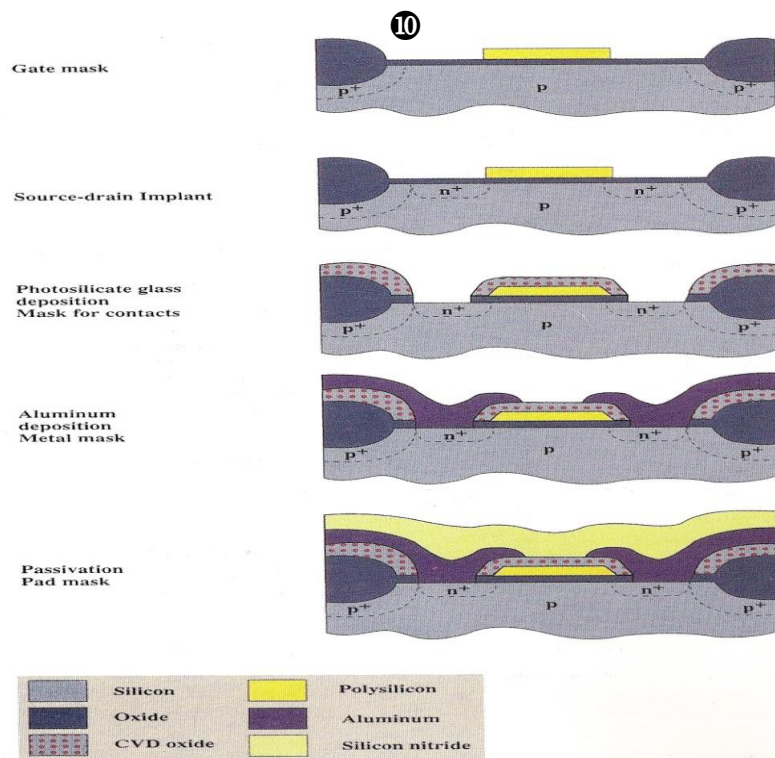 ❿
Gate mask
p+ p p+
Source-drain Implant
n+ n+
p+ p p+
Photosilicate glass
deposition
Mask for contacts
n+ n+
p+ p p+
Aluminum
deposition
Metal mask
n+ n+
p+ p p+
Passivation
Pad mask
n+ n+
p+ p p+
Silicon Polysilicon
Oxide Aluminum
CVD oxide Silicon nitride